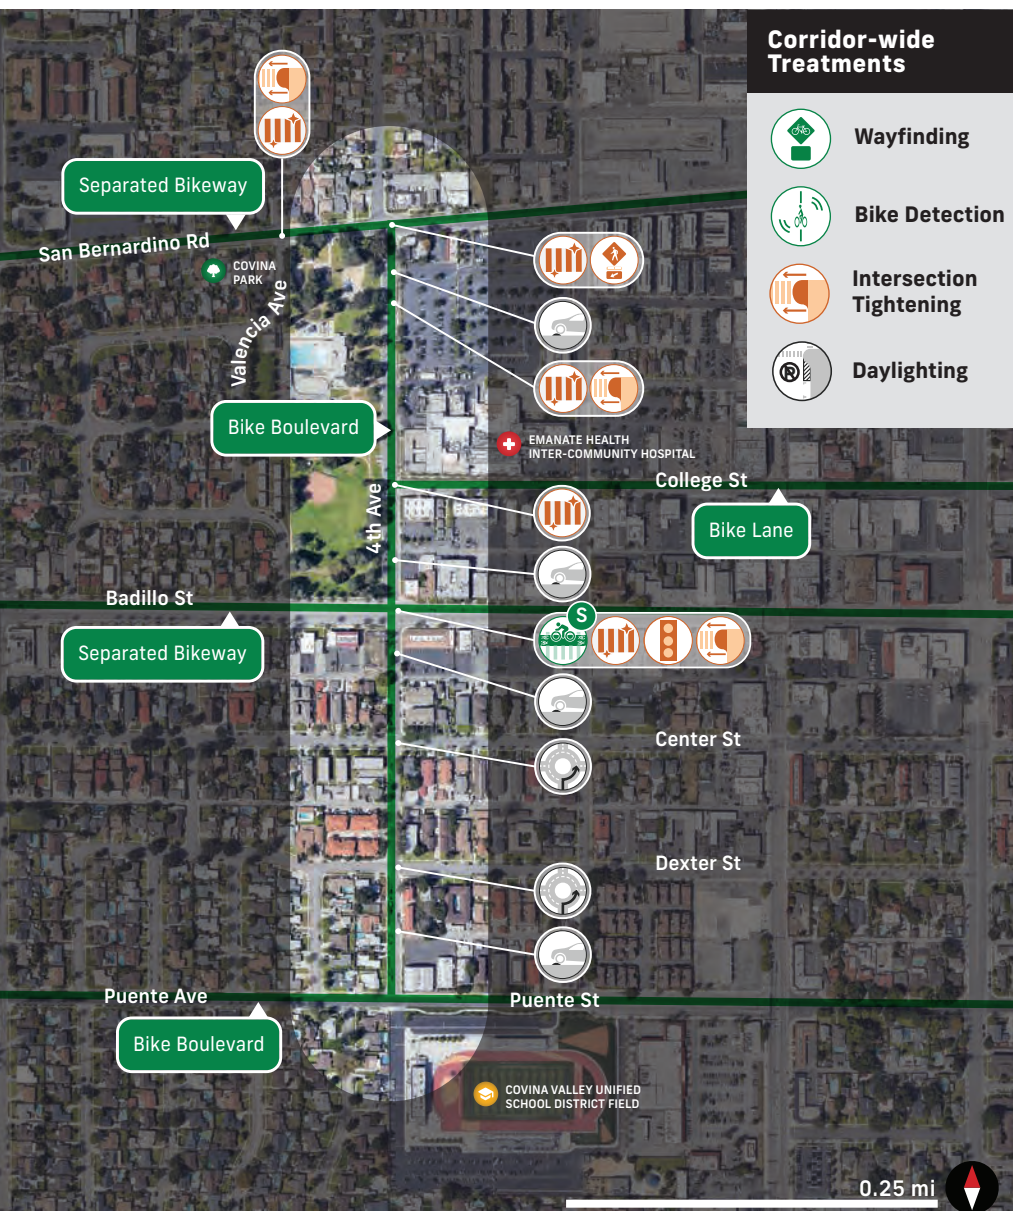 Corridor-wide
Treatments
Wayfinding
Bike Detection
Intersection
Tightening
Daylighting
Separated Bikeway
San Bernardino Rd
COVINA
PARK
Valencia Ave
Bike Boulevard
EMANATE HEALTH
INTER-COMMUNITY HOSPITAL
College St
4th Ave
Bike Lane
Badillo St
S
Separated Bikeway
Center St
Dexter St
Puente Ave
Puente St
Bike Boulevard
COVINA VALLEY UNIFIED
SCHOOL DISTRICT FIELD
0.25 mi